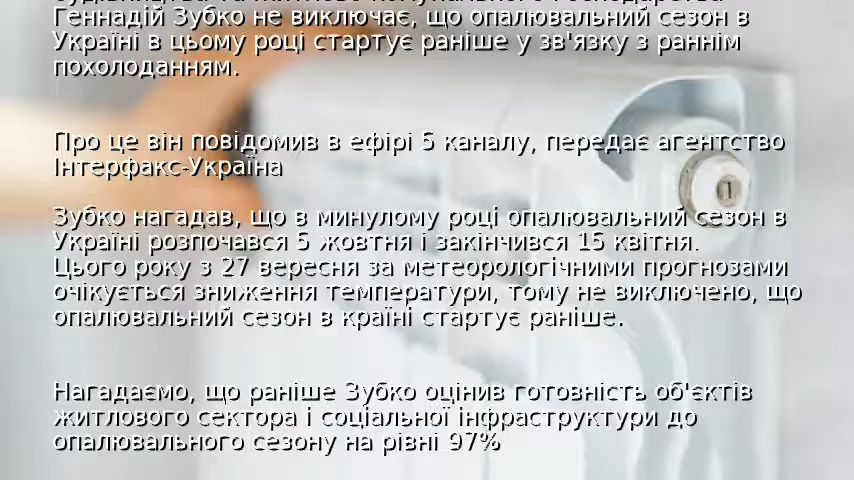 Геннадій Зубко не виключає, що опалювальний сезон в
Україні в цьому році стартує раніше у зв'язку з раннім
похолоданням.
Про це він повідомив в ефірі 5 каналу, передає агентство
Інтерфакс-Україна
Зубко нагадав, що в минулому році опалювальний сезон в
Україні розпочався 5 жовтня і закінчився 15 квітня.
Цього року з 27 вересня за метеорологічними прогнозами
очікується зниження температури, тому не виключено, що
опалювальний сезон в країні стартує раніше.
Нагадаємо, що раніше Зубко оцінив готовність об'єктів
житлового сектора і соціальної інфраструктури до
опалювального сезону на рівні 97%